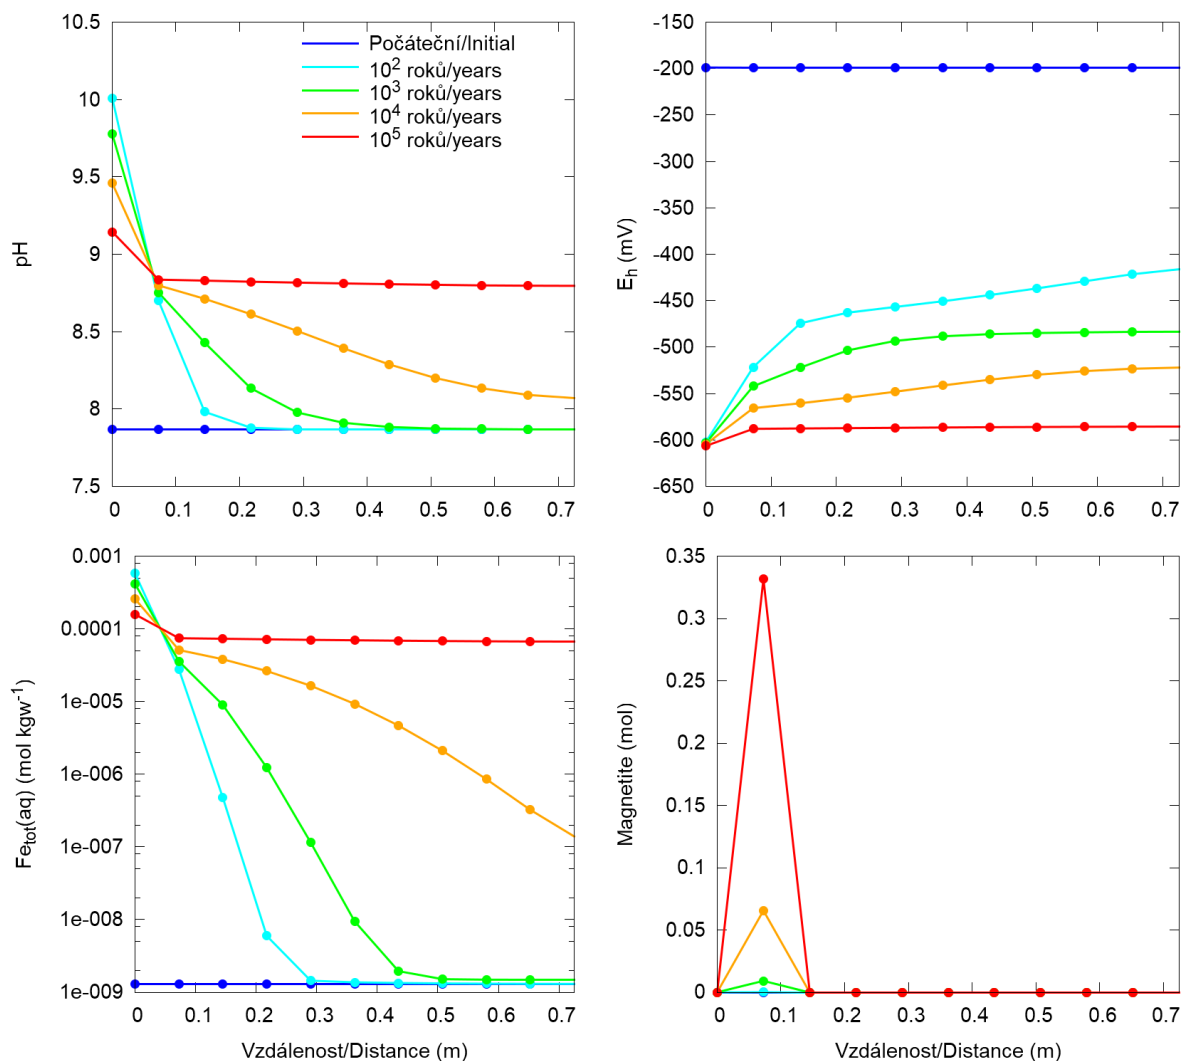 10.5
10
9.5
9
8.5
8
7.5
pH
Počáteční/Initial
10² roků/years
10³ roků/years
10⁴ roků/years
10⁵ roků/years
0 0.1 0.2 0.3 0.4 0.5 0.6 0.7
-150
-200
-250
-300
-350
-400
-450
-500
-550
-600
-650
Eₕ (mV)
0 0.1 0.2 0.3 0.4 0.5 0.6 0.7
0.001
0.0001
1e-005
1e-006
1e-007
1e-008
1e-009
Feₜₒₜ(aq) (mol kgw⁻¹)
0 0.1 0.2 0.3 0.4 0.5 0.6 0.7
Vzdálenost/Distance (m)
0.35
0.3
0.25
0.2
0.15
0.1
0.05
0
Magnetite (mol)
0 0.1 0.2 0.3 0.4 0.5 0.6 0.7
Vzdálenost/Distance (m)